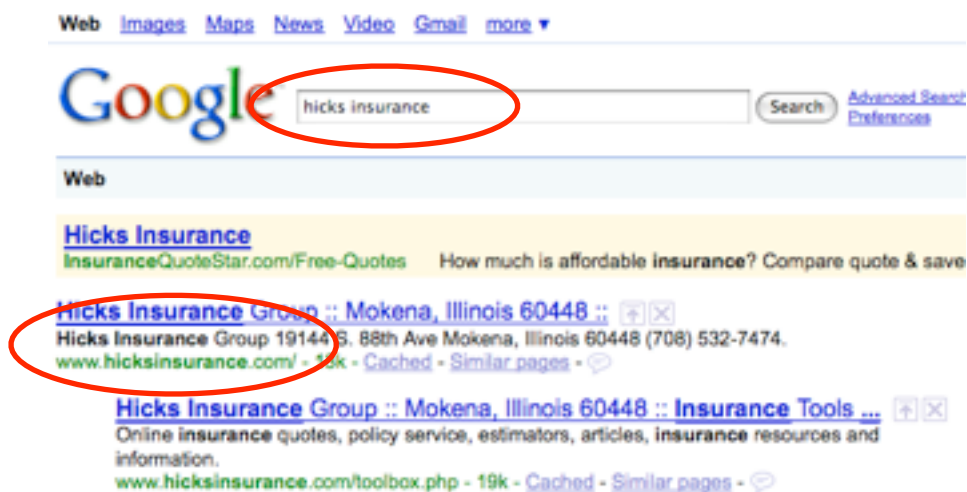 Web Images Maps News Video Gmail more ▼
Google hicks insurance Search Advanced Search
Preferences
Web
Hicks Insurance
InsuranceQuoteStar.com/Free-Quotes How much is affordable insurance? Compare quote & save
Hicks Insurance Group :: Mokena, Illinois 60448 ::
Hicks Insurance Group 19144 S. 88th Ave Mokena, Illinois 60448 (708) 532-7474.
www.hicksinsurance.com/ - 18k - Cached - Similar pages -
Hicks Insurance Group :: Mokena, Illinois 60448 :: Insurance Tools ...
Online insurance quotes, policy service, estimators, articles, insurance resources and
information.
www.hicksinsurance.com/toolbox.php - 19k - Cached - Similar pages -